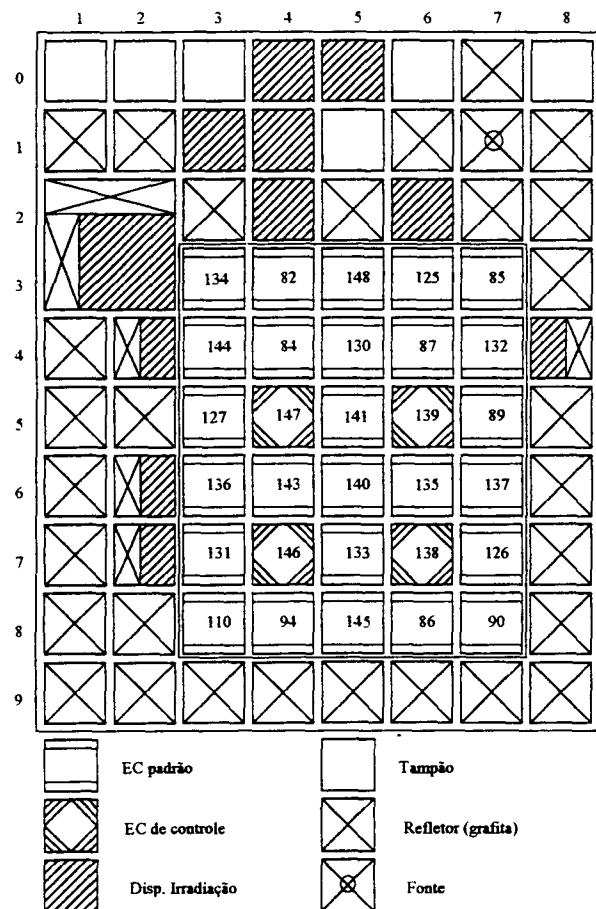 1 2 3 4 5 6 7 8
0
1
2
3 134 82 148 125 85
4 144 84 130 87 132
5 127 147 141 139 89
6 136 143 140 135 137
7 131 146 133 138 126
8 110 94 145 86 90
9
EC padrão Tampão
EC de controle Refletor (grafita)
Disp. Irradiação Fonte